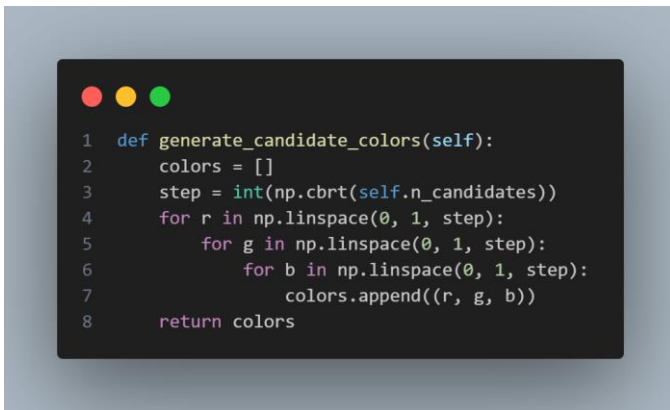 1 def generate_candidate_colors(self):
2     colors = []
3     step = int(np.cbrt(self.n_candidates))
4     for r in np.linspace(0, 1, step):
5         for g in np.linspace(0, 1, step):
6             for b in np.linspace(0, 1, step):
7                 colors.append((r, g, b))
8     return colors